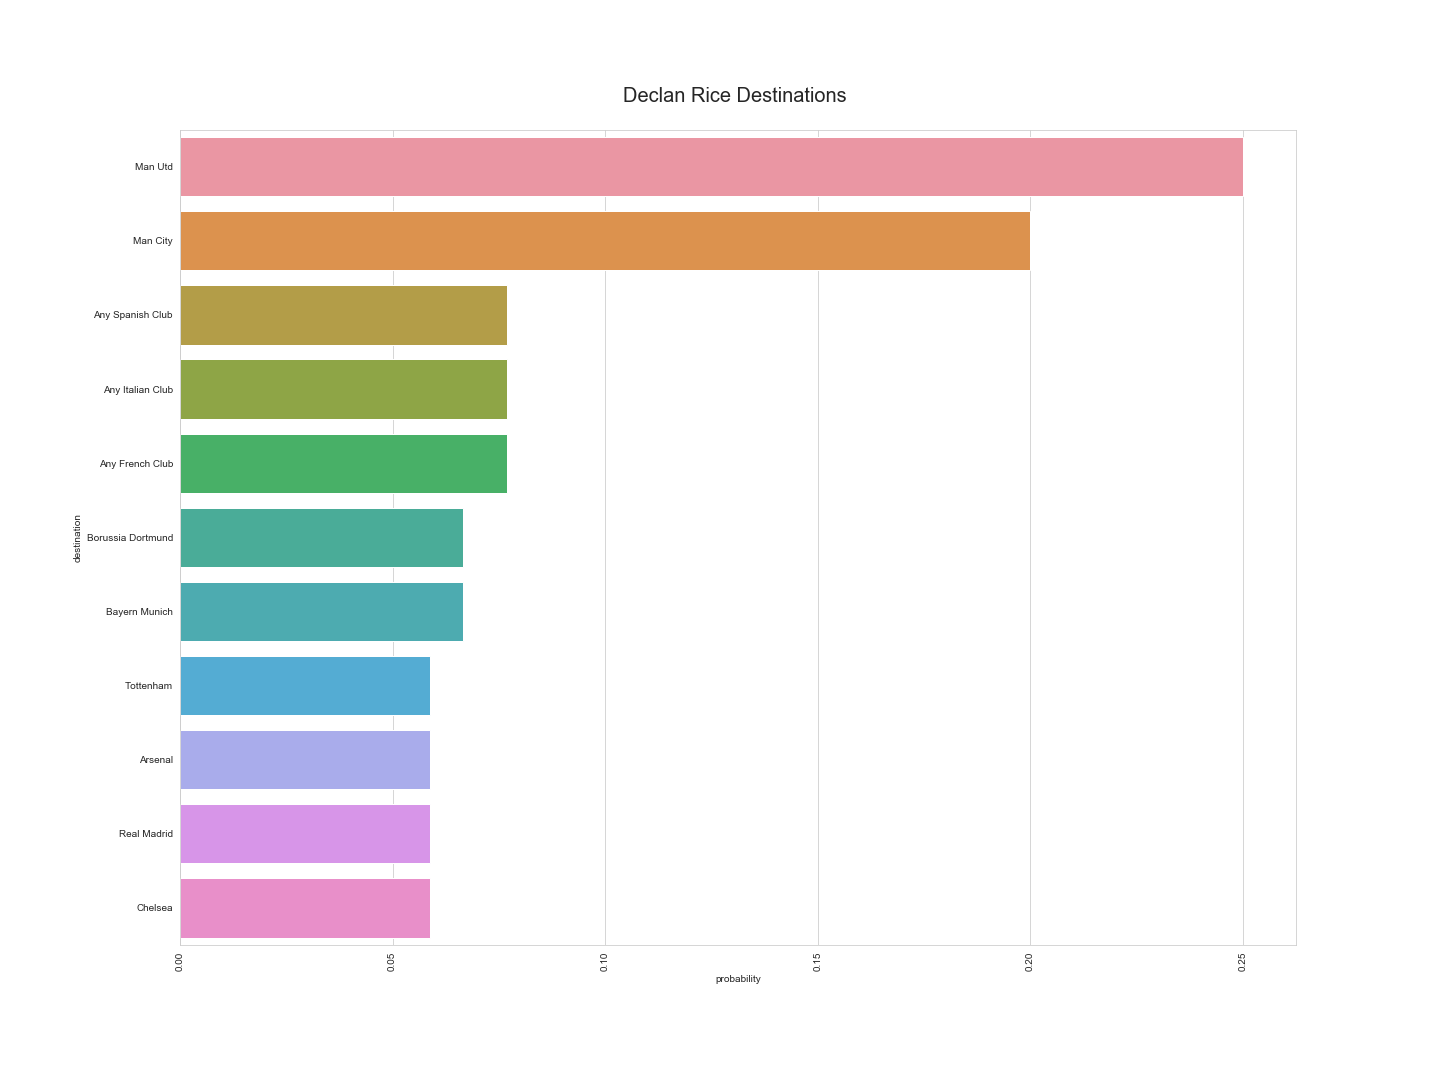 Declan Rice Destinations
destination
Man Utd
Man City
Any Spanish Club
Any Italian Club
Any French Club
Borussia Dortmund
Bayern Munich
Tottenham
Arsenal
Real Madrid
Chelsea
0.00 0.05 0.10 0.15 0.20 0.25
probability